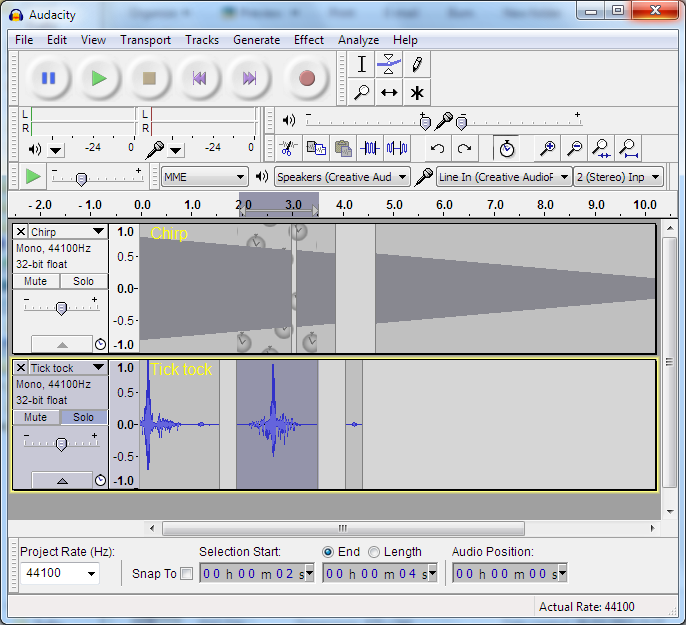 Audacity
File Edit View Transport Tracks Generate Effect Analyze Help
L L
R R
-24 0 -24 0
- + - +
- + MME Speakers (Creative Aud Line In (Creative AudioF 2 (Stereo) Inp
- 2.0 -1.0 0.0 1.0 2.0 3.0 4.0 5.0 6.0 7.0 8.0 9.0 10.0
Chirp 1.0 Chirp
Mono, 44100Hz
32-bit float 0.5-
Mute Solo 0.0-
- + -0.5-
-1.0
Tick tock 1.0 Tick tock
Mono, 44100Hz
32-bit float 0.5-
Mute Solo 0.0-
- + -0.5-
-1.0
Project Rate (Hz): Selection Start: End Length Audio Position:
44100 Snap To 00 h 00 m 02 s 00 h 00 m 04 s 00 h 00 m 00 s
Actual Rate: 44100